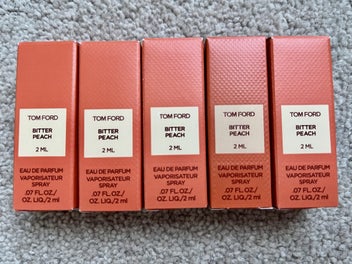 TOM FORD
BITTER
PEACH
2 ML
EAU DE PARFUM
VAPORISATEUR
SPRAY
.07 FL.OZ./
OZ. LIQ./2 ml
TOM FORD
BITTER
PEACH
2 ML
EAU DE PARFUM
VAPORISATEUR
SPRAY
.07 FL.OZ./
OZ. LIQ./2 ml
TOM FORD
BITTER
PEACH
2 ML
EAU DE PARFUM
VAPORISATEUR
SPRAY
.07 FL.OZ./
OZ. LIQ./2 ml
TOM FORD
BITTER
PEACH
2 ML
EAU DE PARFUM
VAPORISATEUR
SPRAY
.07 FL.OZ./
OZ. LIQ./2 ml
TOM FORD
BITTER
PEACH
2 ML
EAU DE PARFUM
VAPORISATEUR
SPRAY
.07 FL.OZ./
OZ. LIQ./2 ml